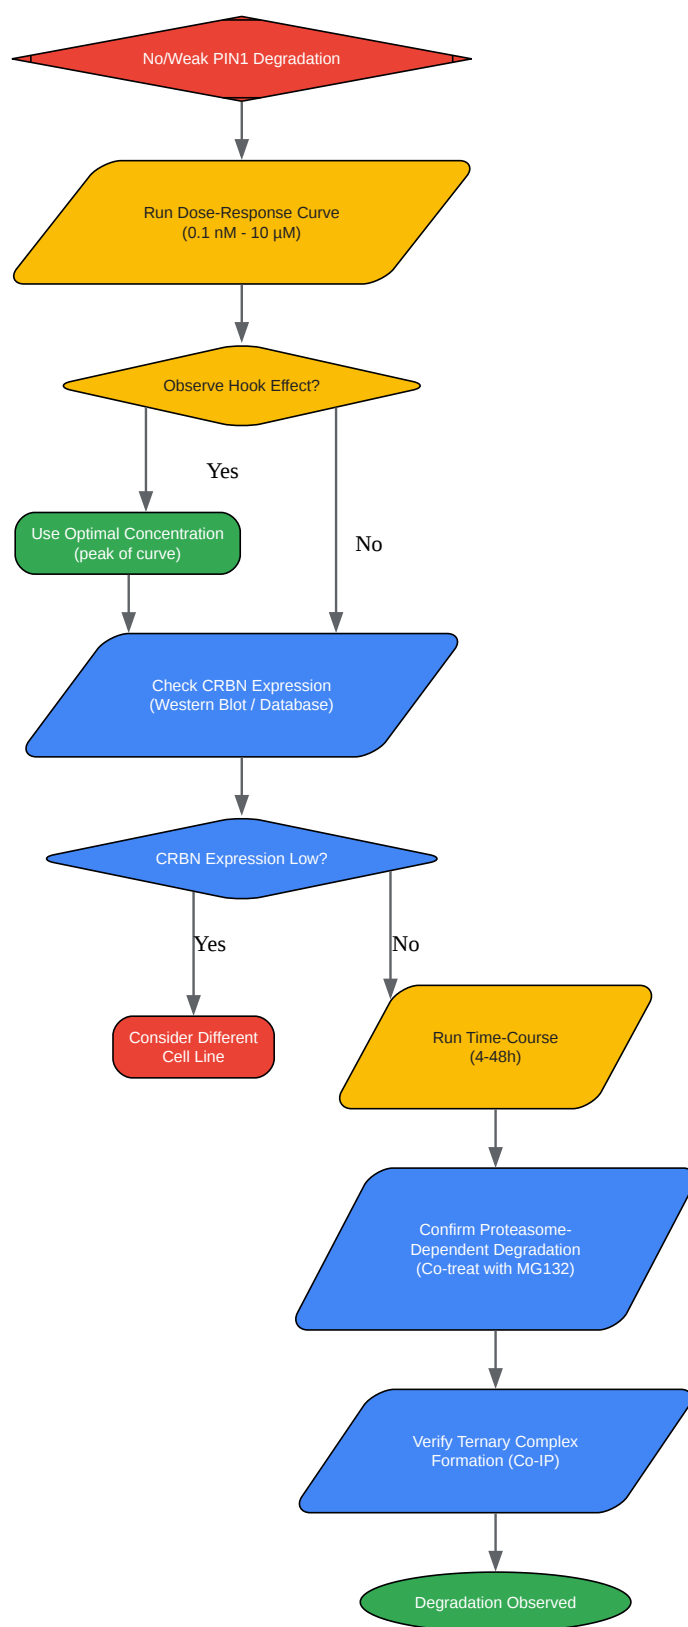 No/Weak PIN1 Degradation
Run Dose-Response Curve
(0.1 nM - 10 µM)
Observe Hook Effect?
Yes
No
Use Optimal Concentration
(peak of curve)
Check CRBN Expression
(Western Blot / Database)
CRBN Expression Low?
Yes
No
Consider Different
Cell Line
Run Time-Course
(4-48h)
Confirm Proteasome-
Dependent Degradation
(Co-treat with MG132)
Verify Ternary Complex
Formation (Co-IP)
Degradation Observed